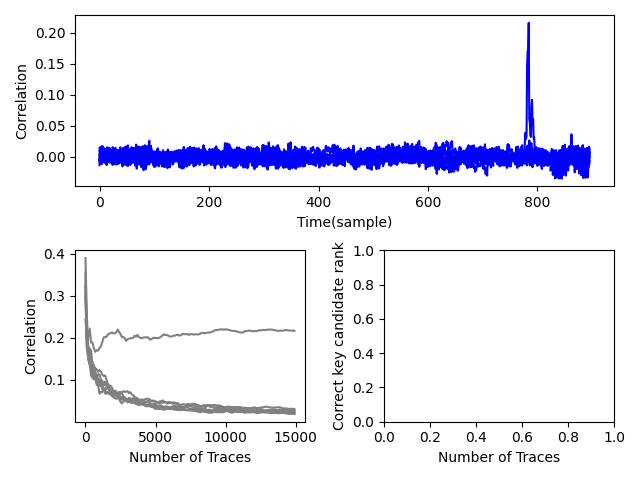 0.20
0.15
0.10
0.05
0.00
Correlation
0 200 400 600 800
Time(sample)
0.4
0.3
0.2
0.1
Correlation
0 5000 10000 15000
Number of Traces
1.0
0.8
0.6
0.4
0.2
0.0
Correct key candidate rank
0.0 0.2 0.4 0.6 0.8 1.0
Number of Traces